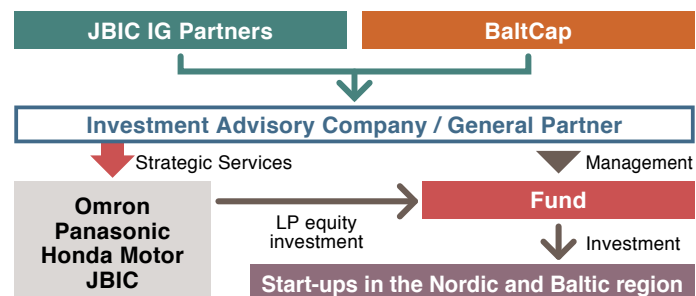 JBIC IG Partners
BaltCap
Investment Advisory Company / General Partner
Strategic Services
Management
Omron
Panasonic
Honda Motor
JBIC
LP equity
investment
Fund
Investment
Start-ups in the Nordic and Baltic region